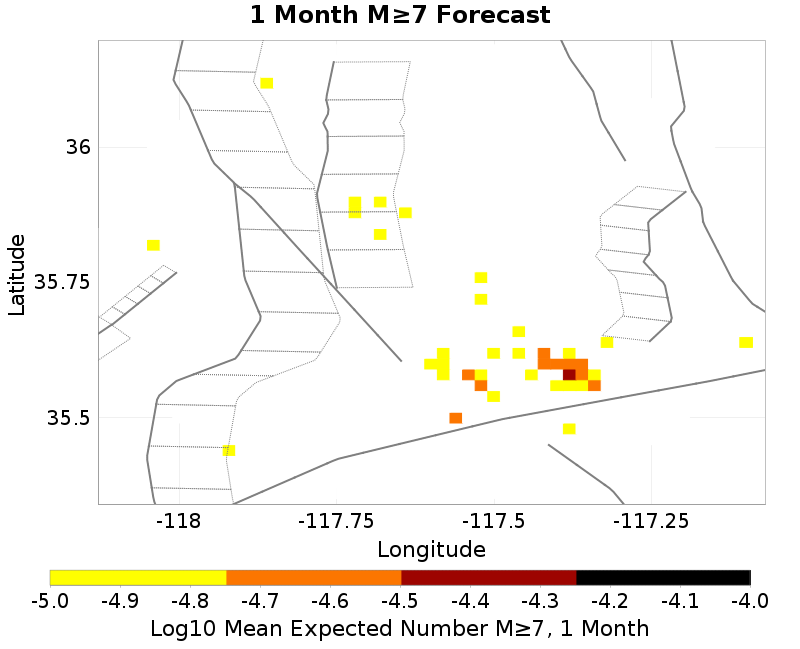 1 Month M≥7 Forecast
Latitude
36
35.75
35.5
-118 -117.75 -117.5 -117.25
Longitude
-5.0 -4.9 -4.8 -4.7 -4.6 -4.5 -4.4 -4.3 -4.2 -4.1 -4.0
Log10 Mean Expected Number M≥7, 1 Month